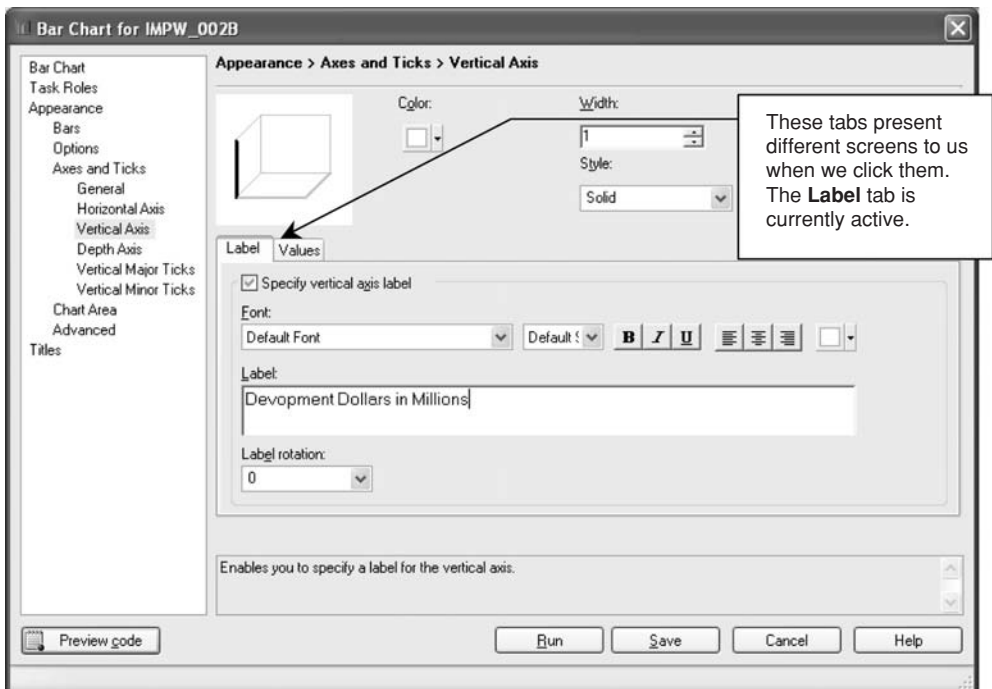 Bar Chart for IMPW_002B
Bar Chart
Task Roles
Appearance
Bars
Options
Axes and Ticks
General
Horizontal Axis
Vertical Axis
Depth Axis
Vertical Major Ticks
Vertical Minor Ticks
Chart Area
Advanced
Titles
Appearance > Axes and Ticks > Vertical Axis
Color:
Width:
1
Style:
Solid
These tabs present
different screens to us
when we click them.
The Label tab is
currently active.
Label Values
Specify vertical axis label
Font:
Default Font Default S B I U
Label:
Devopment Dollars in Millions
Label rotation:
0
Enables you to specify a label for the vertical axis.
Preview code Run Save Cancel Help